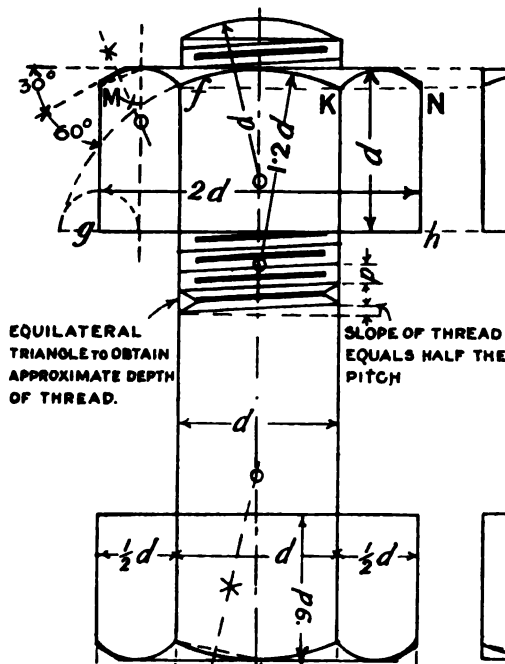 30°
60°
M
f
K
N
d
1·2d
d
2d
g
h
p
EQUILATERAL
TRIANGLE TO OBTAIN
APPROXIMATE DEPTH
OF THREAD.
SLOPE OF THREAD
EQUALS HALF THE
PITCH
d
½d
d
½d
·9d